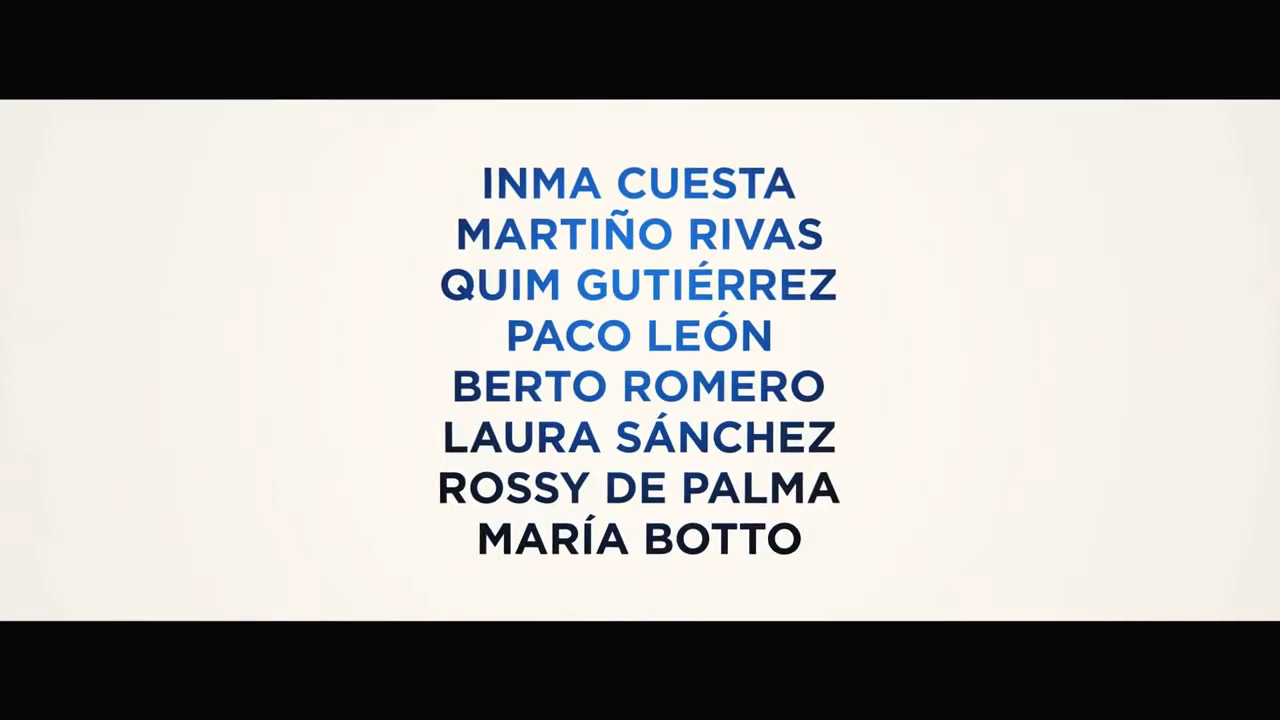 INMA CUESTA
MARTIÑO RIVAS
QUIM GUTIÉRREZ
PACO LEÓN
BERTO ROMERO
LAURA SÁNCHEZ
ROSSY DE PALMA
MARÍA BOTTO